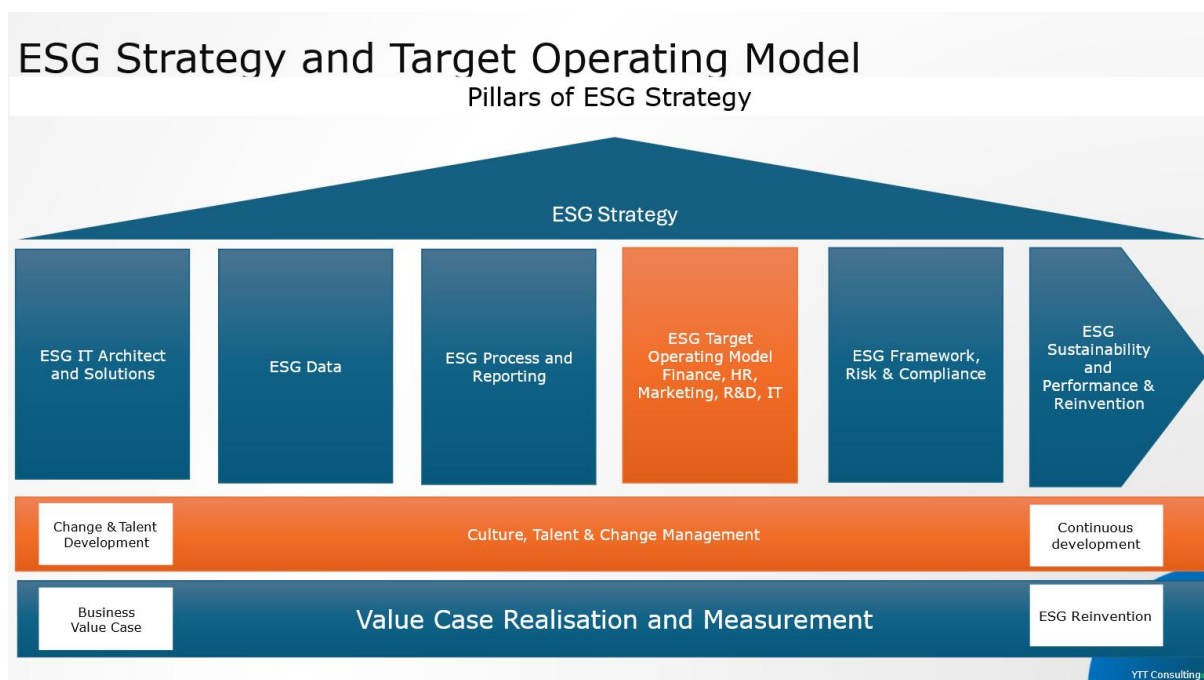 ESG Strategy and Target Operating Model
Pillars of ESG Strategy
ESG Strategy
ESG IT Architect
and Solutions
ESG Data
ESG Process and
Reporting
ESG Target
Operating Model
Finance, HR,
Marketing, R&D, IT
ESG Framework,
Risk & Compliance
ESG
Sustainability
and
Performance &
Reinvention
Change & Talent
Development
Culture, Talent & Change Management
Continuous
development
Business
Value Case
Value Case Realisation and Measurement
ESG Reinvention
YTT Consulting